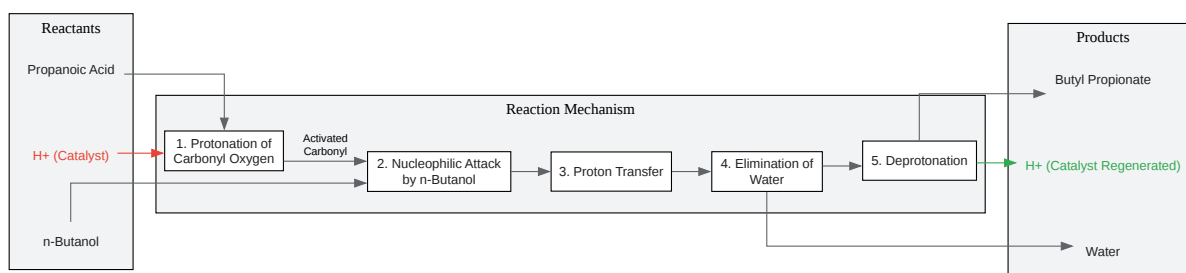 Reactants
Propanoic Acid
H+ (Catalyst)
n-Butanol
Reaction Mechanism
1. Protonation of
Carbonyl Oxygen
Activated
Carbonyl
2. Nucleophilic Attack
by n-Butanol
3. Proton Transfer
4. Elimination of
Water
5. Deprotonation
Products
Butyl Propionate
H+ (Catalyst Regenerated)
Water